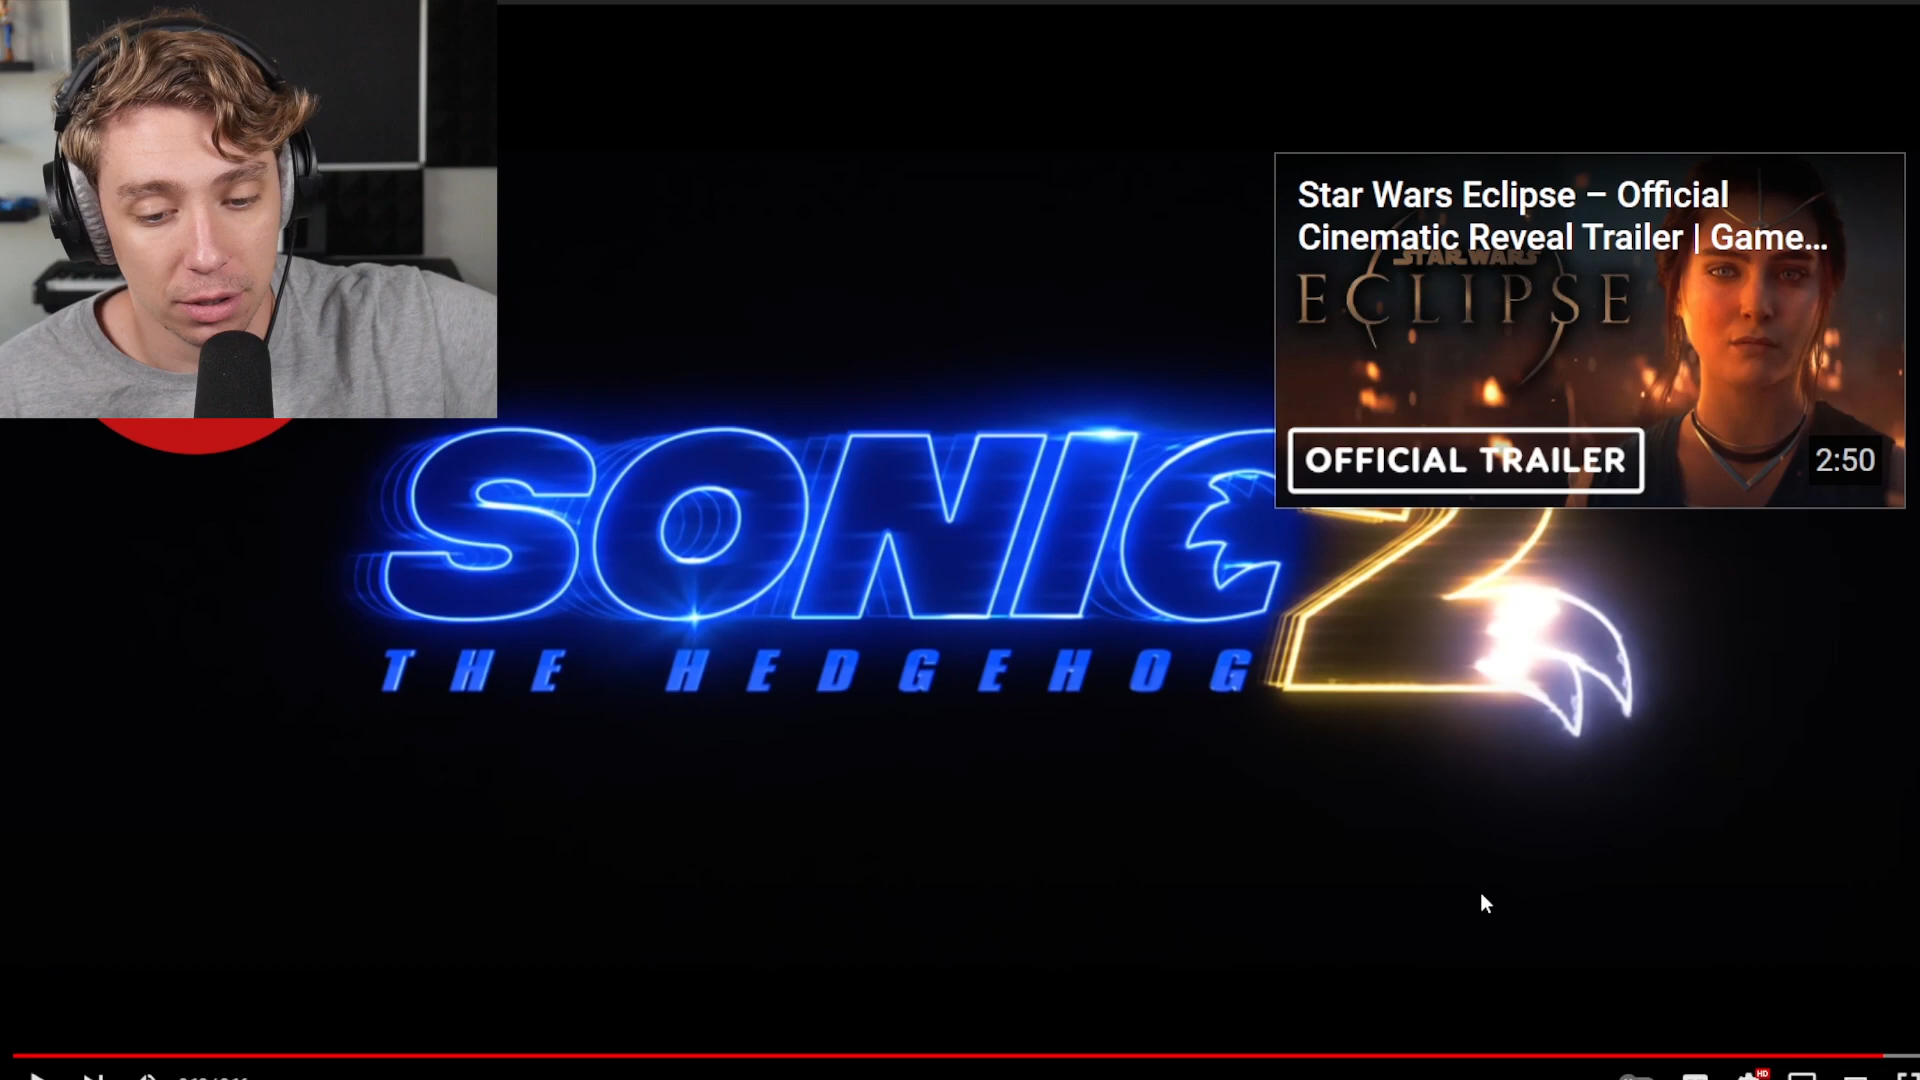 Star Wars Eclipse – Official
Cinematic Reveal Trailer | Game...
STAR WARS
ECLIPSE
OFFICIAL TRAILER
2:50
SONIC 2
THE HEDGEHOG
HD